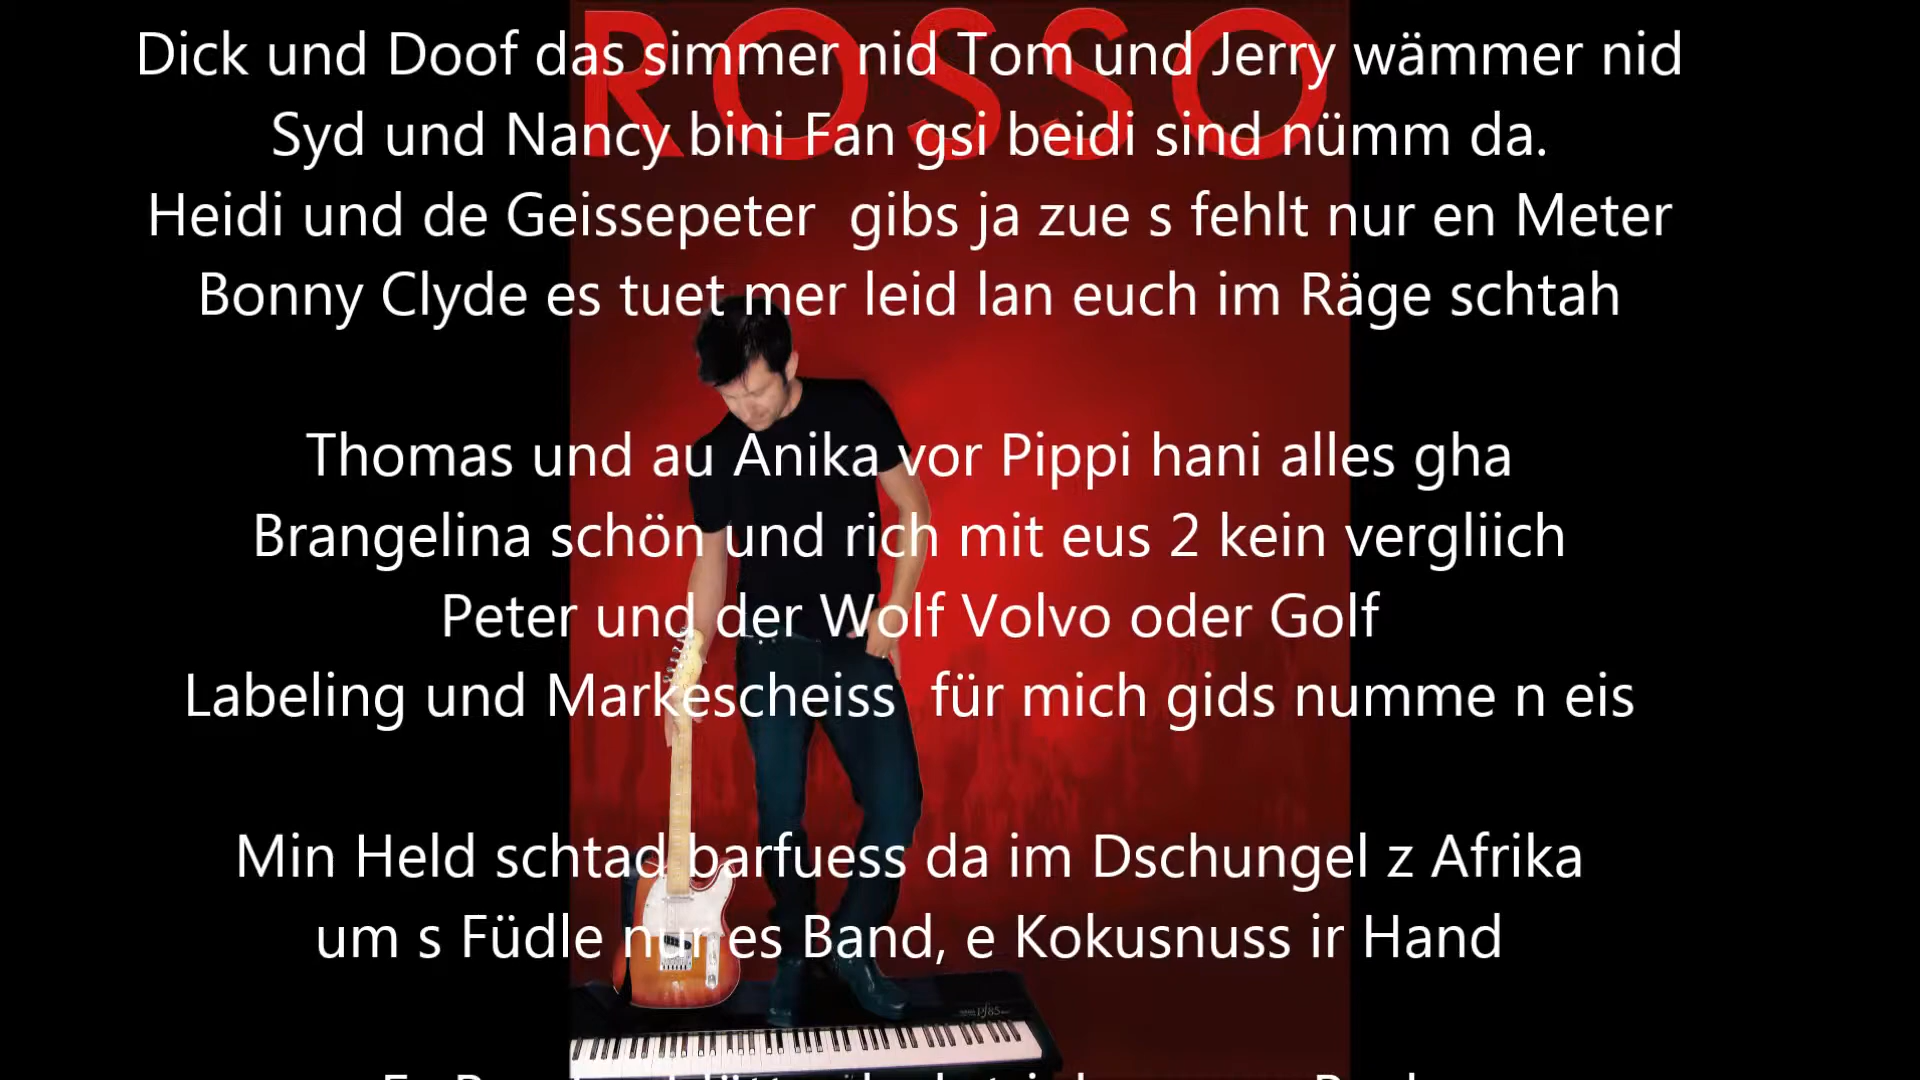 ROSSO
Dick und Doof das simmer nid Tom und Jerry wämmer nid
Syd und Nancy bini Fan gsi beidi sind nümm da.
Heidi und de Geissepeter gibs ja zue s fehlt nur en Meter
Bonny Clyde es tuet mer leid lan euch im Räge schtah
Thomas und au Anika vor Pippi hani alles gha
Brangelina schön und rich mit eus 2 kein vergliich
Peter und der Wolf Volvo oder Golf
Labeling und Markescheiss für mich gids numme n eis
Min Held schtad barfuess da im Dschungel z Afrika
um s Füdle nur es Band, e Kokusnuss ir Hand